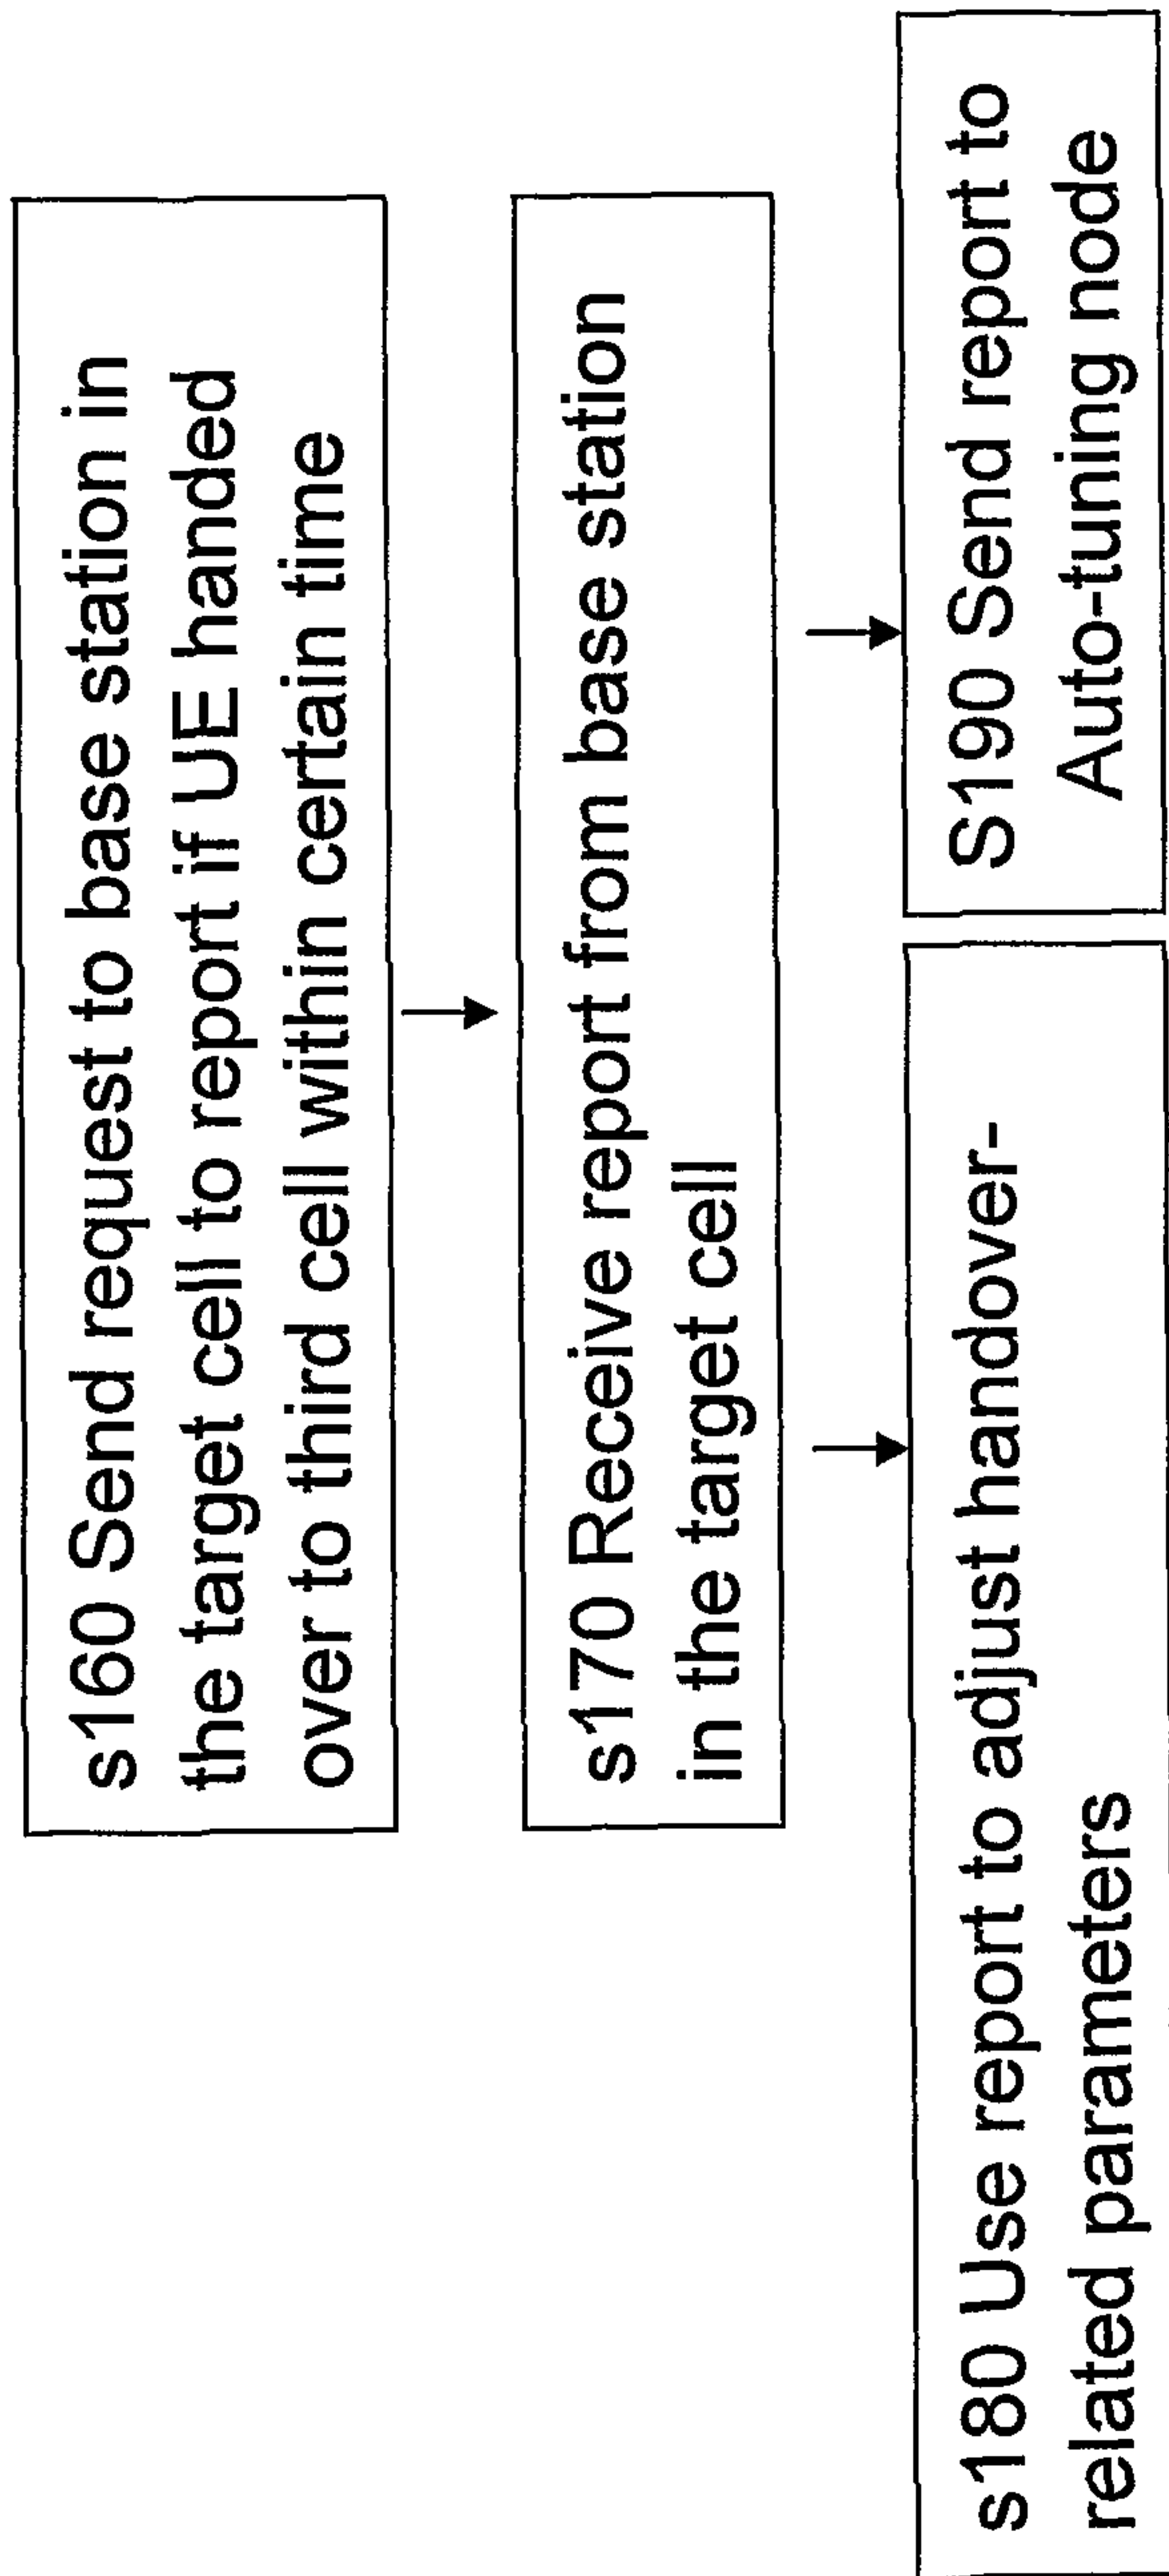 s160 Send request to base station in
the target cell to report if UE handed
over to third cell within certain time
s170 Receive report from base station
in the target cell
s180 Use report to adjust handover-
related parameters
S190 Send report to
Auto-tuning node